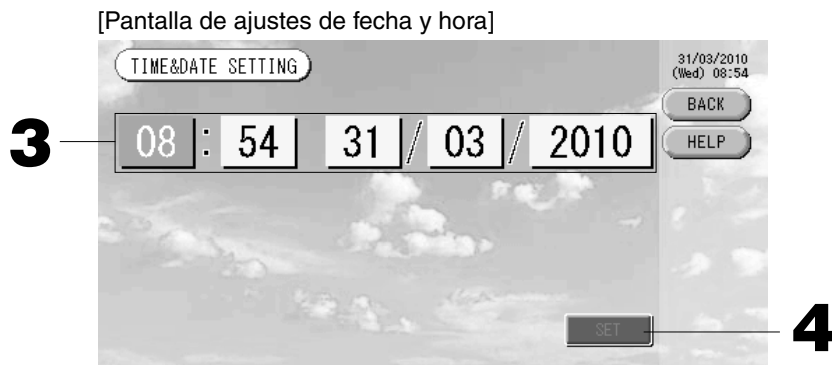 [Pantalla de ajustes de fecha y hora]
TIME&DATE SETTING
31/03/2010
(Wed) 08:54
BACK
3
08 : 54 31 / 03 / 2010
HELP
SET
4